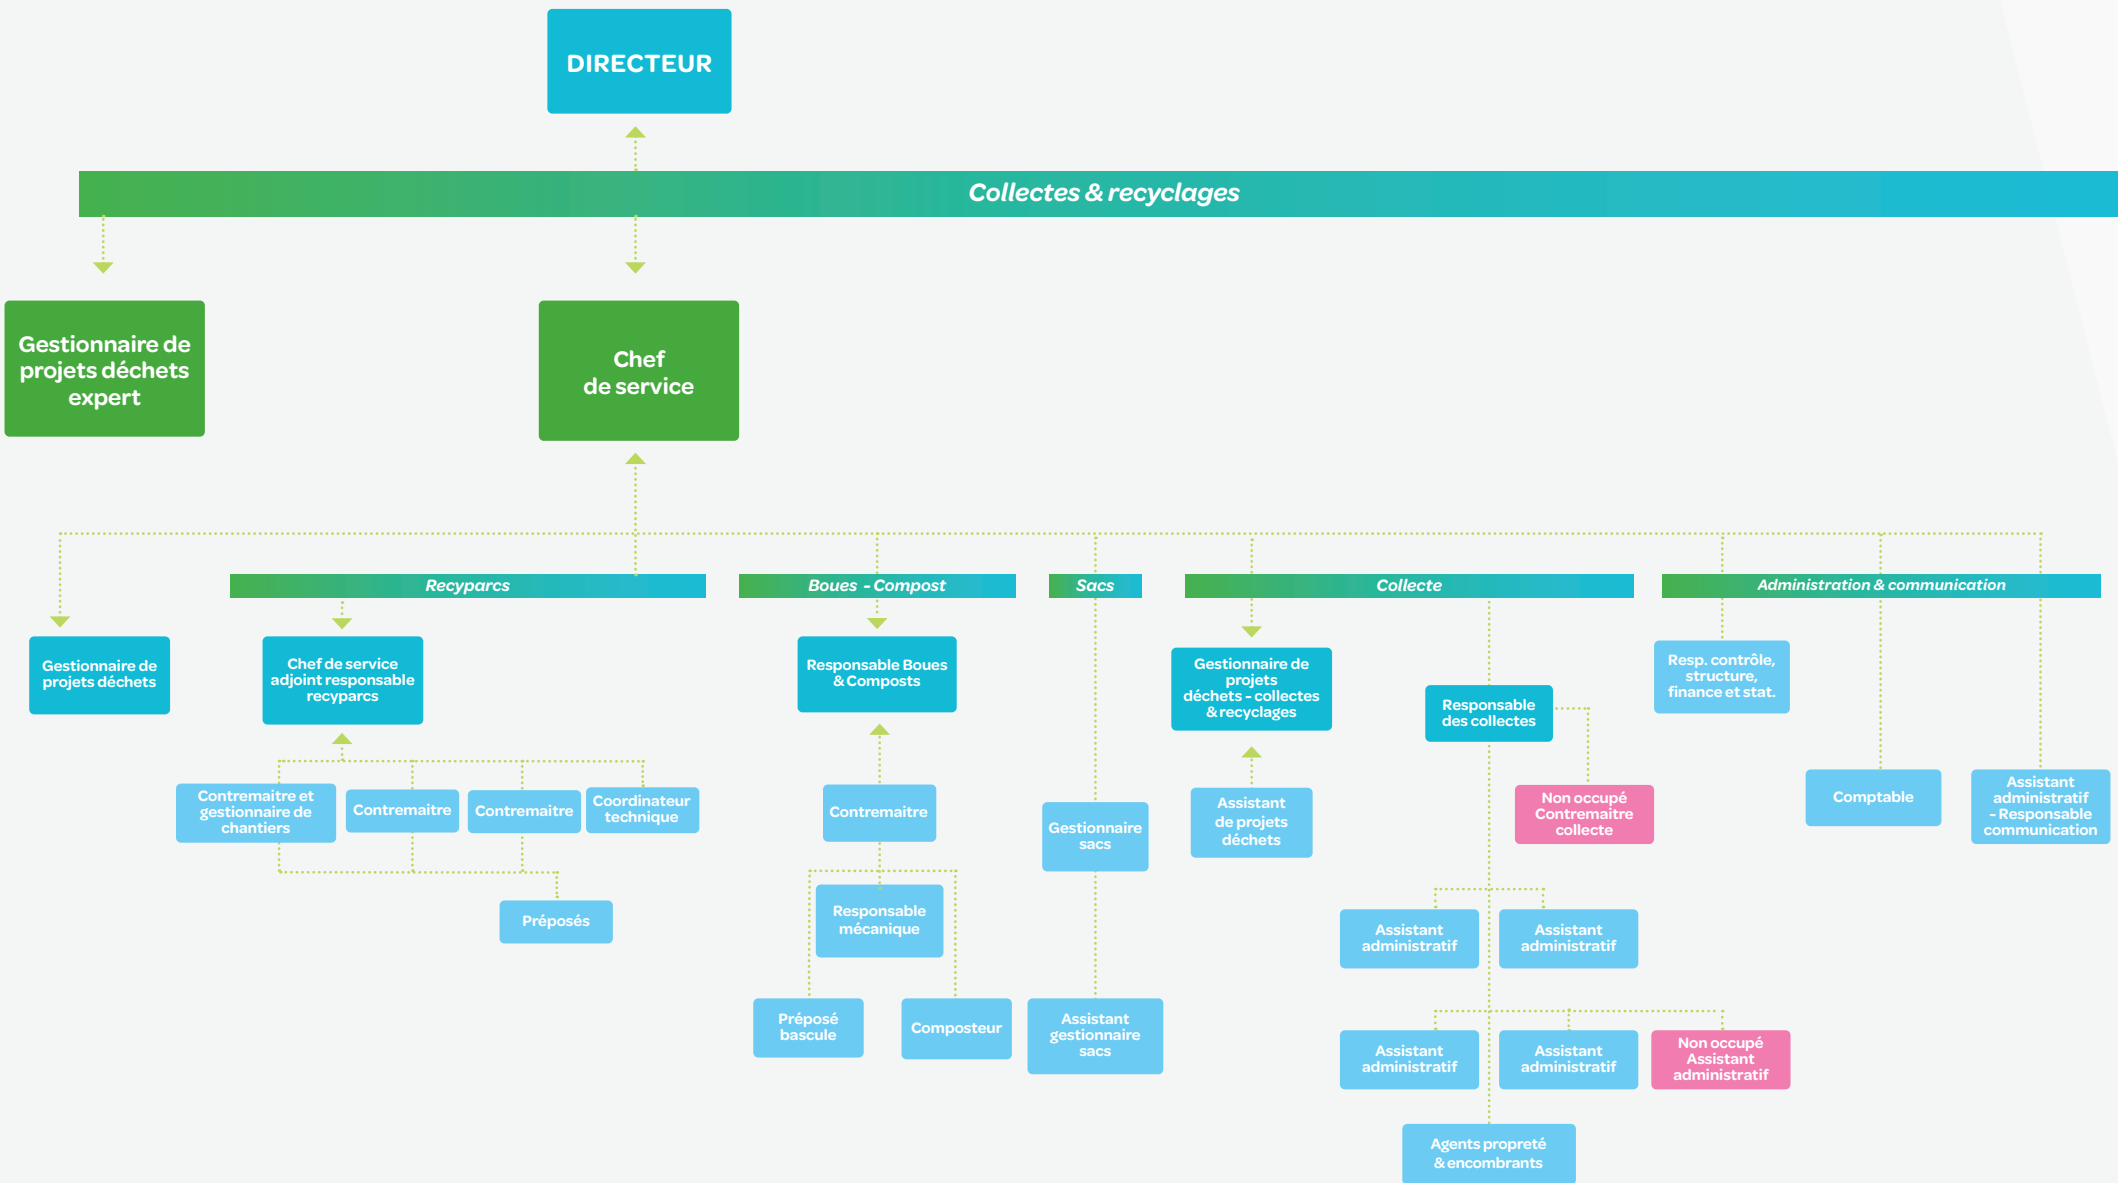 DIRECTEUR
Collectes & recyclages
Gestionnaire de
projets déchets
expert
Chef
de service
Recyparcs
Boues - Compost
Sacs
Collecte
Administration & communication
Gestionnaire de
projets déchets
Chef de service
adjoint responsable
recyparcs
Responsable Boues
& Composts
Gestionnaire de
projets
déchets - collectes
& recyclages
Responsable
des collectes
Resp. contrôle,
structure,
finance et stat.
Contremaitre et
gestionnaire de
chantiers
Contremaitre
Contremaitre
Coordinateur
technique
Contremaitre
Gestionnaire
sacs
Assistant
de projets
déchets
Non occupé
Contremaitre
collecte
Comptable
Assistant
administratif
- Responsable
communication
Préposés
Responsable
mécanique
Assistant
administratif
Assistant
administratif
Préposé
bascule
Composteur
Assistant
gestionnaire
sacs
Assistant
administratif
Assistant
administratif
Non occupé
Assistant
administratif
Agents propreté
& encombrants